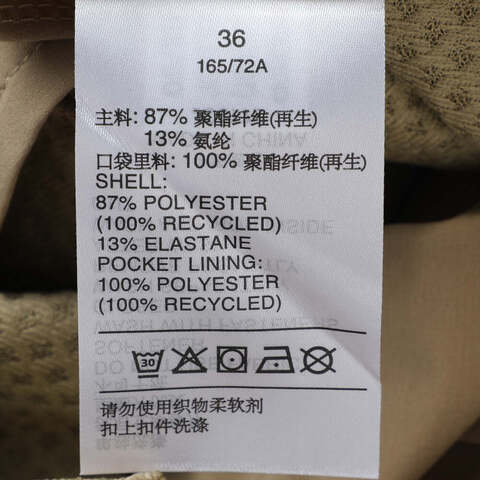 36
165/72A
主料: 87% 聚酯纤维(再生)
13% 氨纶
口袋里料: 100% 聚酯纤维(再生)
SHELL:
87% POLYESTER
(100% RECYCLED)
13% ELASTANE
POCKET LINING:
100% POLYESTER
(100% RECYCLED)
30
请勿使用织物柔软剂
扣上扣件洗涤